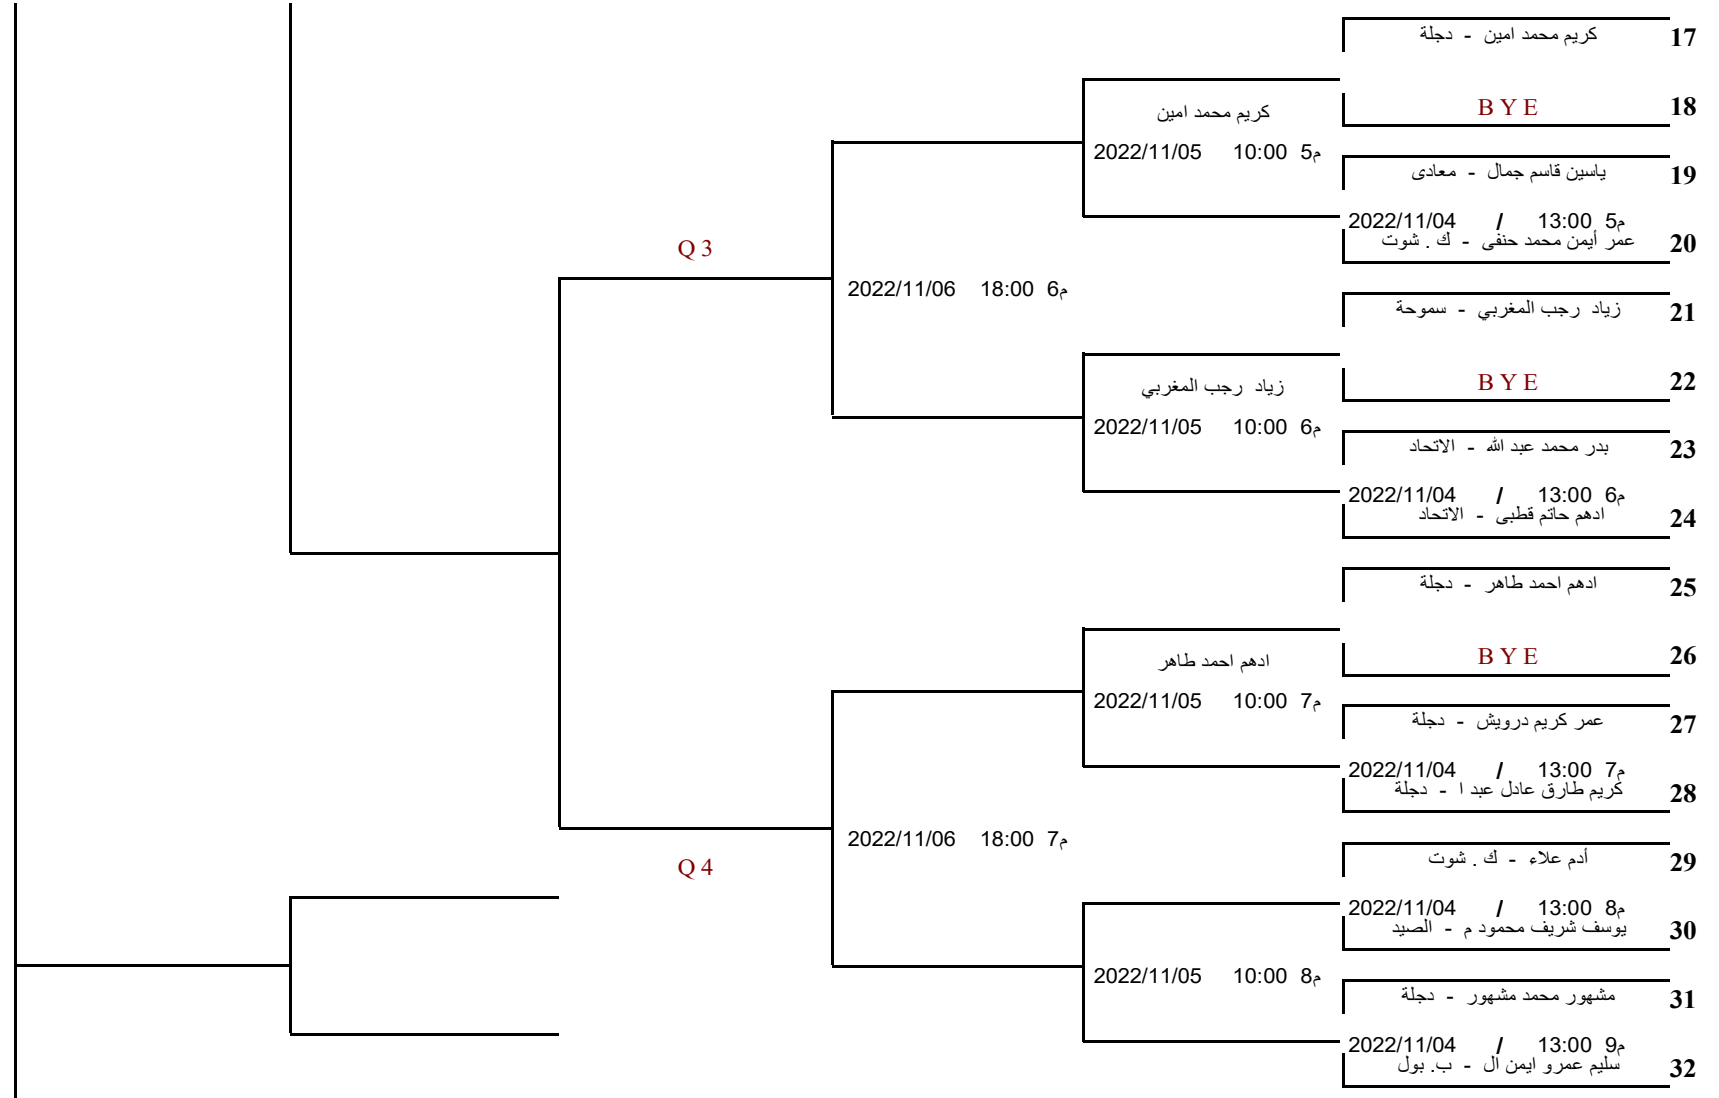 17 كريم محمد امين - دجلة
18 B Y E
كريم محمد امين
2022/11/05 10:00 م5
19 ياسين قاسم جمال - معادى
2022/11/04 / 13:00 م5
20 عمر أيمن محمد حنفى - ك . شوت
Q 3
2022/11/06 18:00 م6
21 زياد رجب المغربي - سموحة
22 B Y E
زياد رجب المغربي
2022/11/05 10:00 م6
23 بدر محمد عبد الله - الاتحاد
2022/11/04 / 13:00 م6
24 ادهم حاتم قطبى - الاتحاد
25 ادهم احمد طاهر - دجلة
26 B Y E
ادهم احمد طاهر
2022/11/05 10:00 م7
27 عمر كريم درويش - دجلة
2022/11/04 / 13:00 م7
28 كريم طارق عادل عبد ا - دجلة
2022/11/06 18:00 م7
Q 4
29 أدم علاء - ك . شوت
2022/11/04 / 13:00 م8
30 يوسف شريف محمود م - الصيد
2022/11/05 10:00 م8
31 مشهور محمد مشهور - دجلة
2022/11/04 / 13:00 م9
32 سليم عمرو ايمن ال - ب. بول